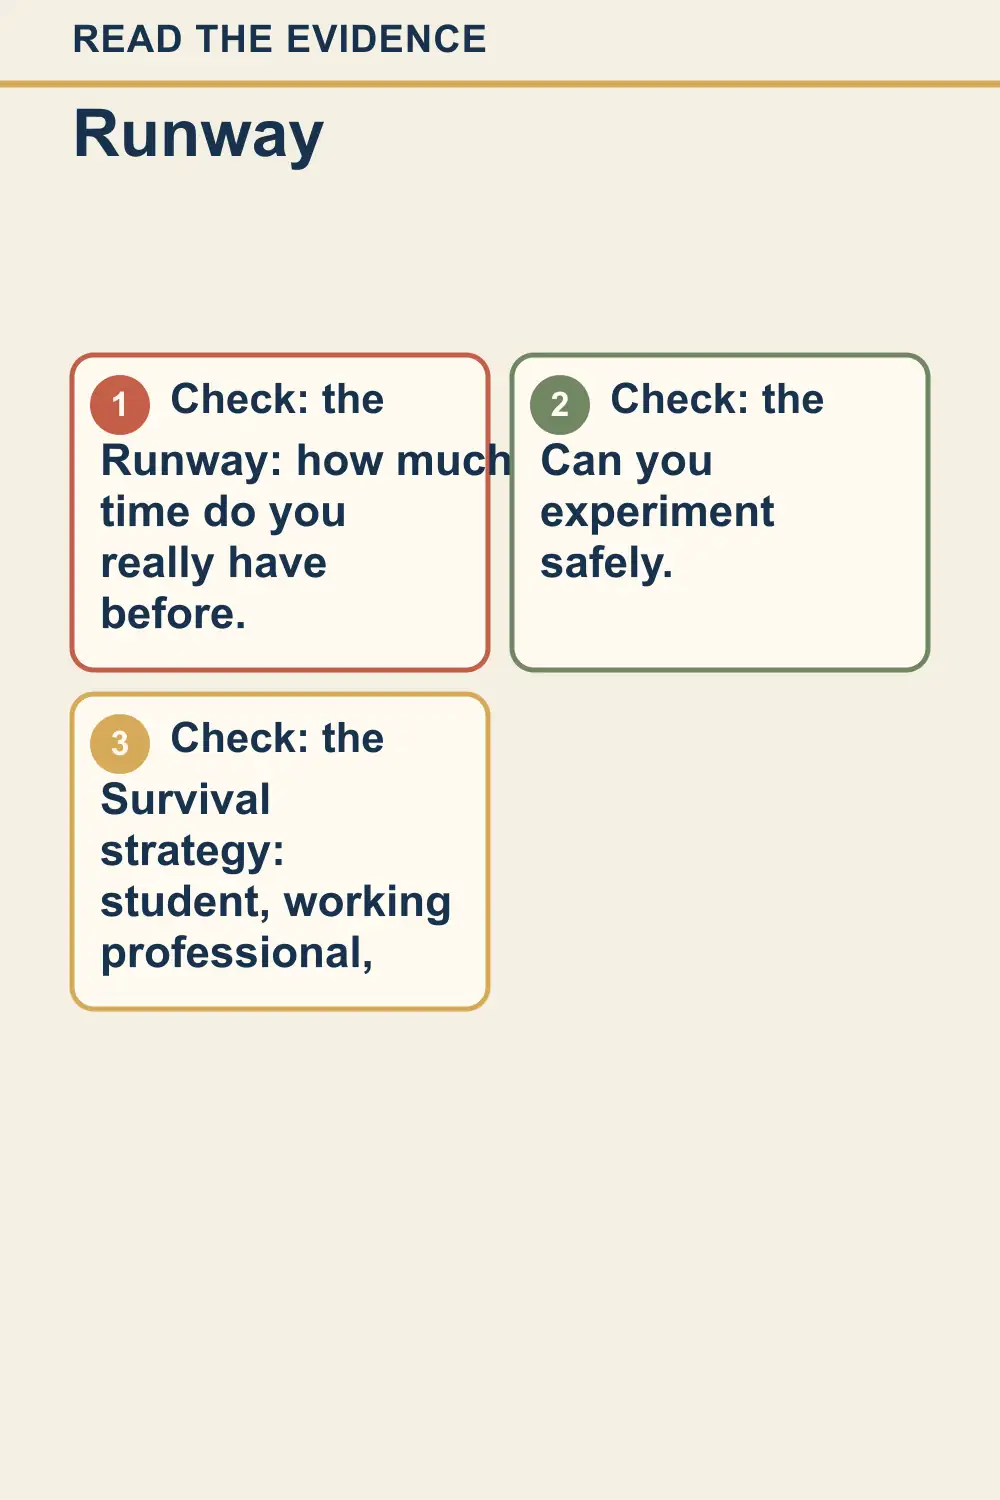 READ THE EVIDENCE
Runway
1 Check: the
Runway: how much
time do you
really have
before.
2 Check: the
Can you
experiment
safely.
3 Check: the
Survival
strategy:
student, working
professional,